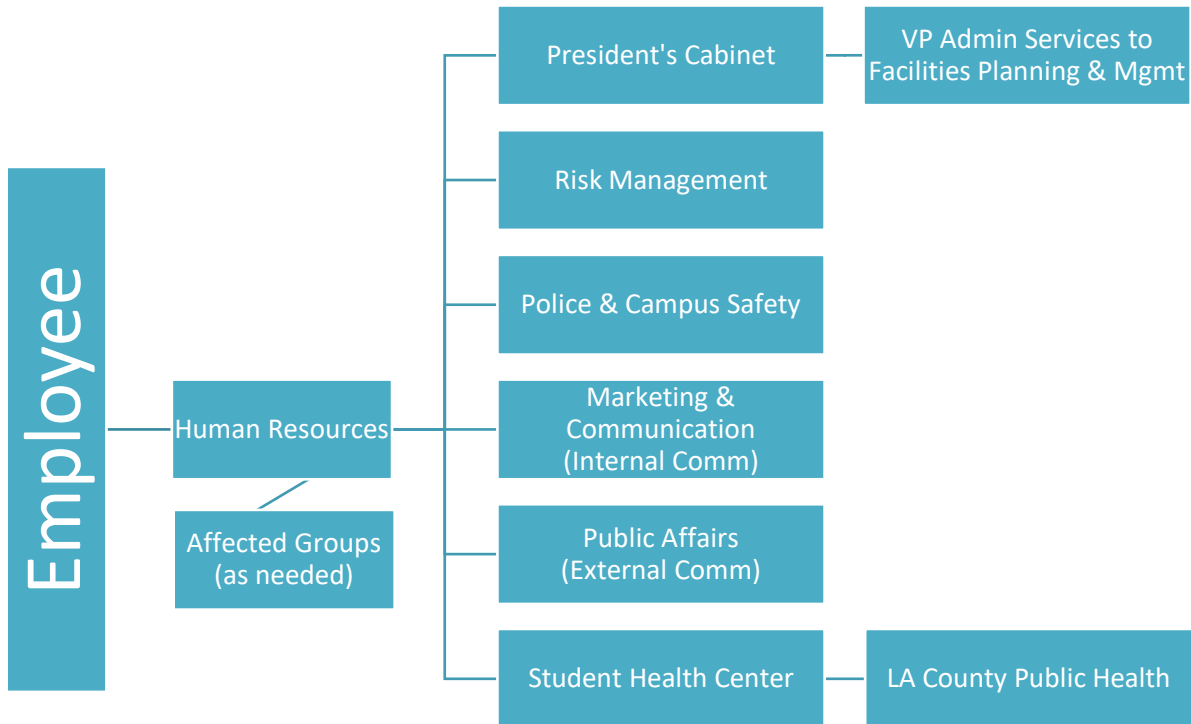 Employee
Human Resources
Affected Groups
(as needed)
President's Cabinet
VP Admin Services to
Facilities Planning & Mgmt
Risk Management
Police & Campus Safety
Marketing &
Communication
(Internal Comm)
Public Affairs
(External Comm)
Student Health Center
LA County Public Health